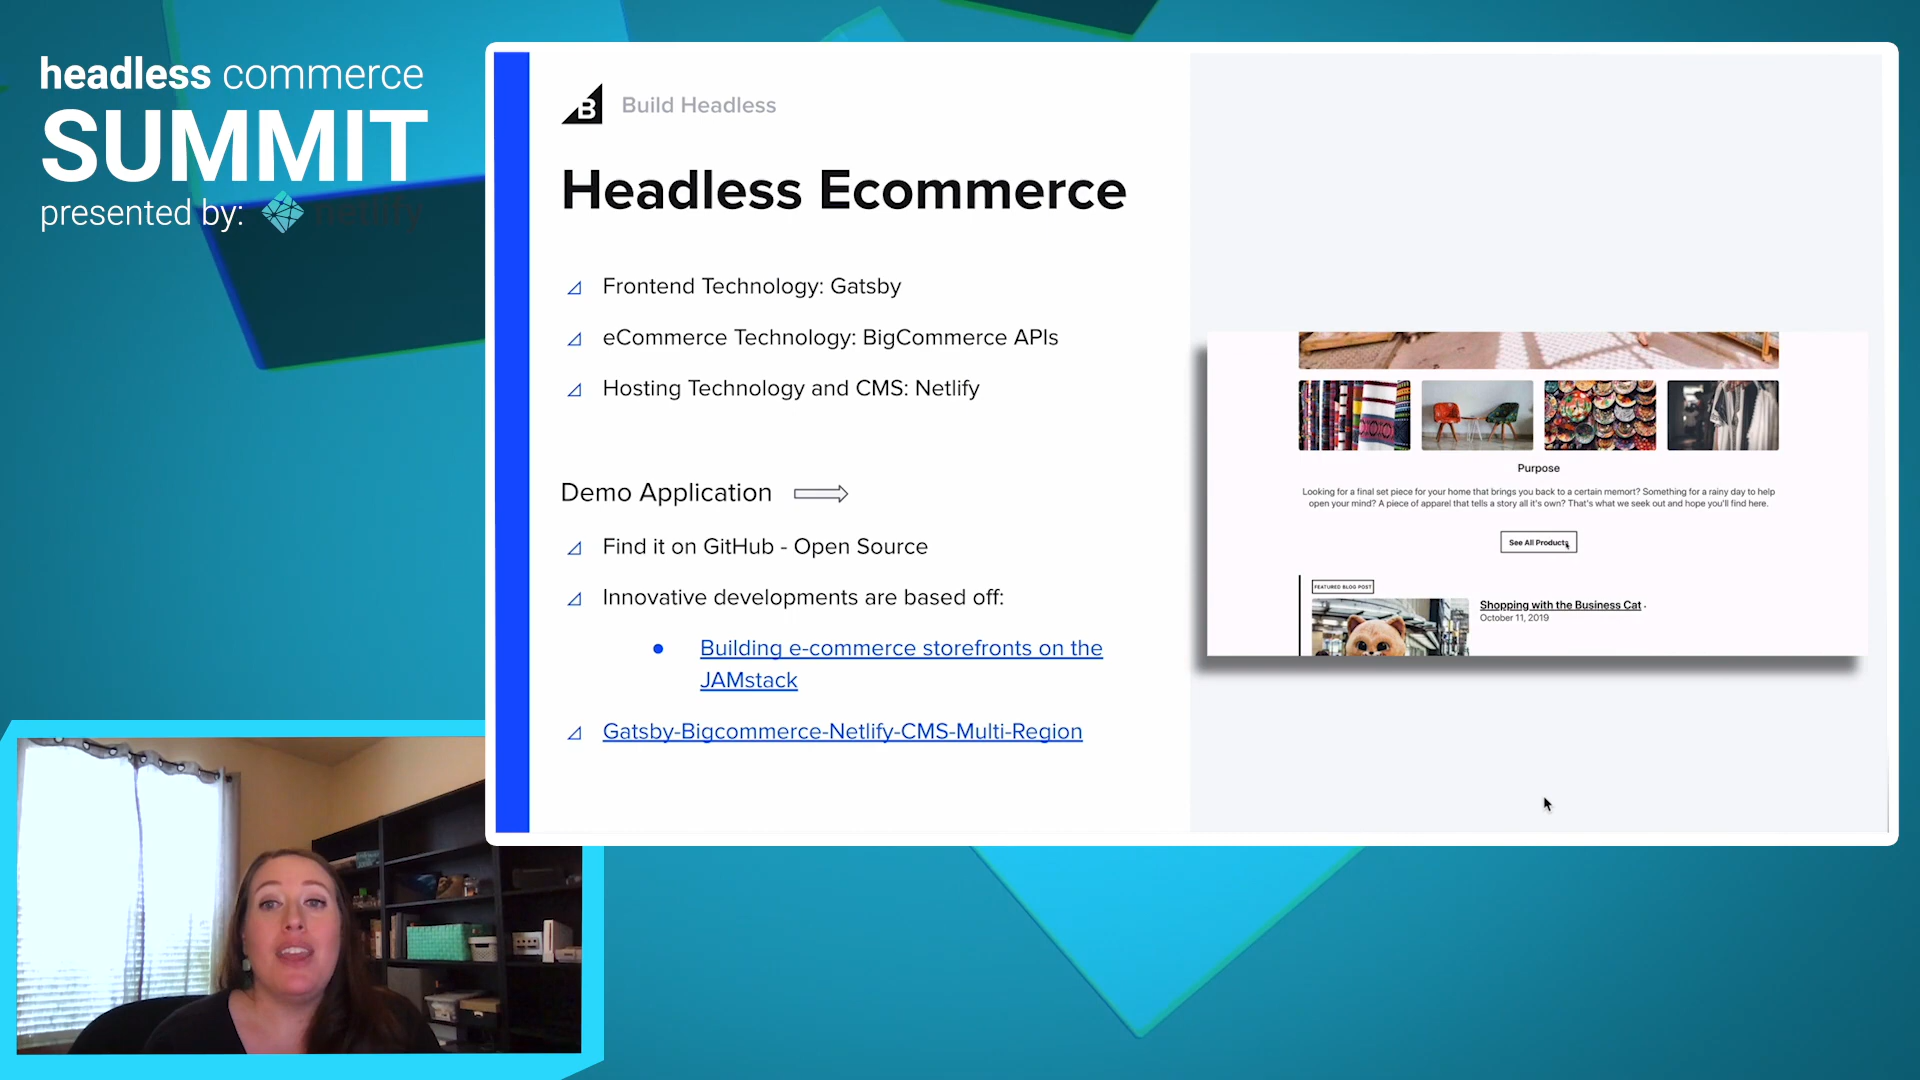 headless commerce
SUMMIT
presented by: netlify
B
Build Headless
Headless Ecommerce
Frontend Technology: Gatsby
eCommerce Technology: BigCommerce APIs
Hosting Technology and CMS: Netlify
Demo Application
Find it on GitHub - Open Source
Innovative developments are based off:
Building e-commerce storefronts on the
JAMstack
Gatsby-Bigcommerce-Netlify-CMS-Multi-Region
Purpose
Looking for a final set piece for your home that brings you back to a certain memort? Something for a rainy day to help
open your mind? A piece of apparel that tells a story all it's own? That's what we seek out and hope you'll find here.
See All Products
FEATURED BLOG POST
Shopping with the Business Cat
October 11, 2019